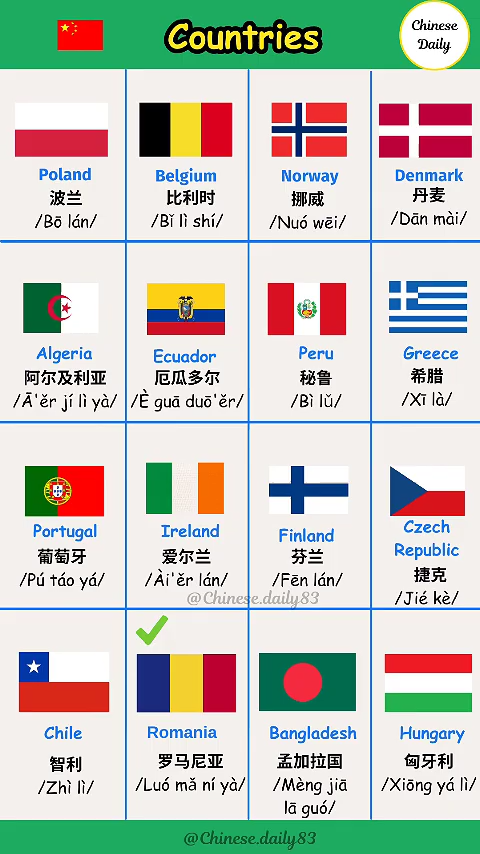 Countries
Chinese
Daily
Poland
波兰
/Bō lán/
Belgium
比利时
/Bǐ lì shí/
Norway
挪威
/Nuó wēi/
Denmark
丹麦
/Dān mài/
Algeria
阿尔及利亚
/Ā'ěr jí lì yà/
Ecuador
厄瓜多尔
/È guā duō'ěr/
Peru
秘鲁
/Bì lǔ/
Greece
希腊
/Xī là/
Portugal
葡萄牙
/Pú táo yá/
Ireland
爱尔兰
/Ài'ěr lán/
Finland
芬兰
/Fēn lán/
Czech
Republic
捷克
/Jié kè/
@Chinese.daily83
Chile
智利
/Zhì lì/
Romania
罗马尼亚
/Luó mǎ ní yà/
Bangladesh
孟加拉国
/Mèng jiā
lā guó/
Hungary
匈牙利
/Xiōng yá lì/
@Chinese.daily83